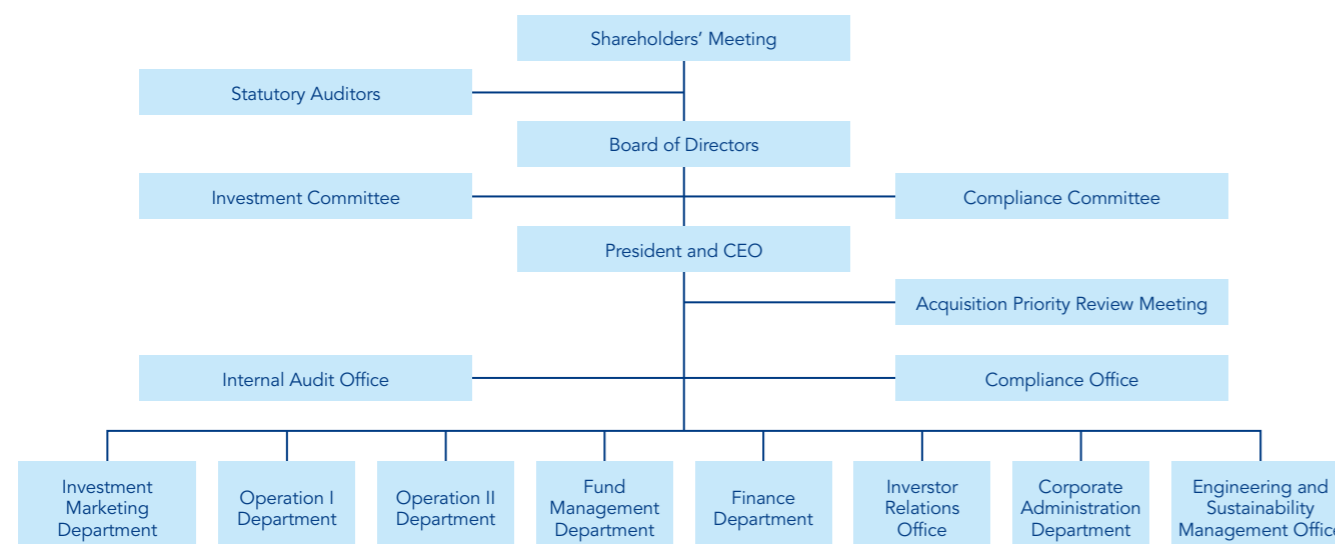 Shareholders’ Meeting
Statutory Auditors
Board of Directors
Investment Committee
Compliance Committee
President and CEO
Acquisition Priority Review Meeting
Internal Audit Office
Compliance Office
Investment
Marketing
Department
Operation I
Department
Operation II
Department
Fund
Management
Department
Finance
Department
Inverstor
Relations
Office
Corporate
Administration
Department
Engineering and
Sustainability
Management Office